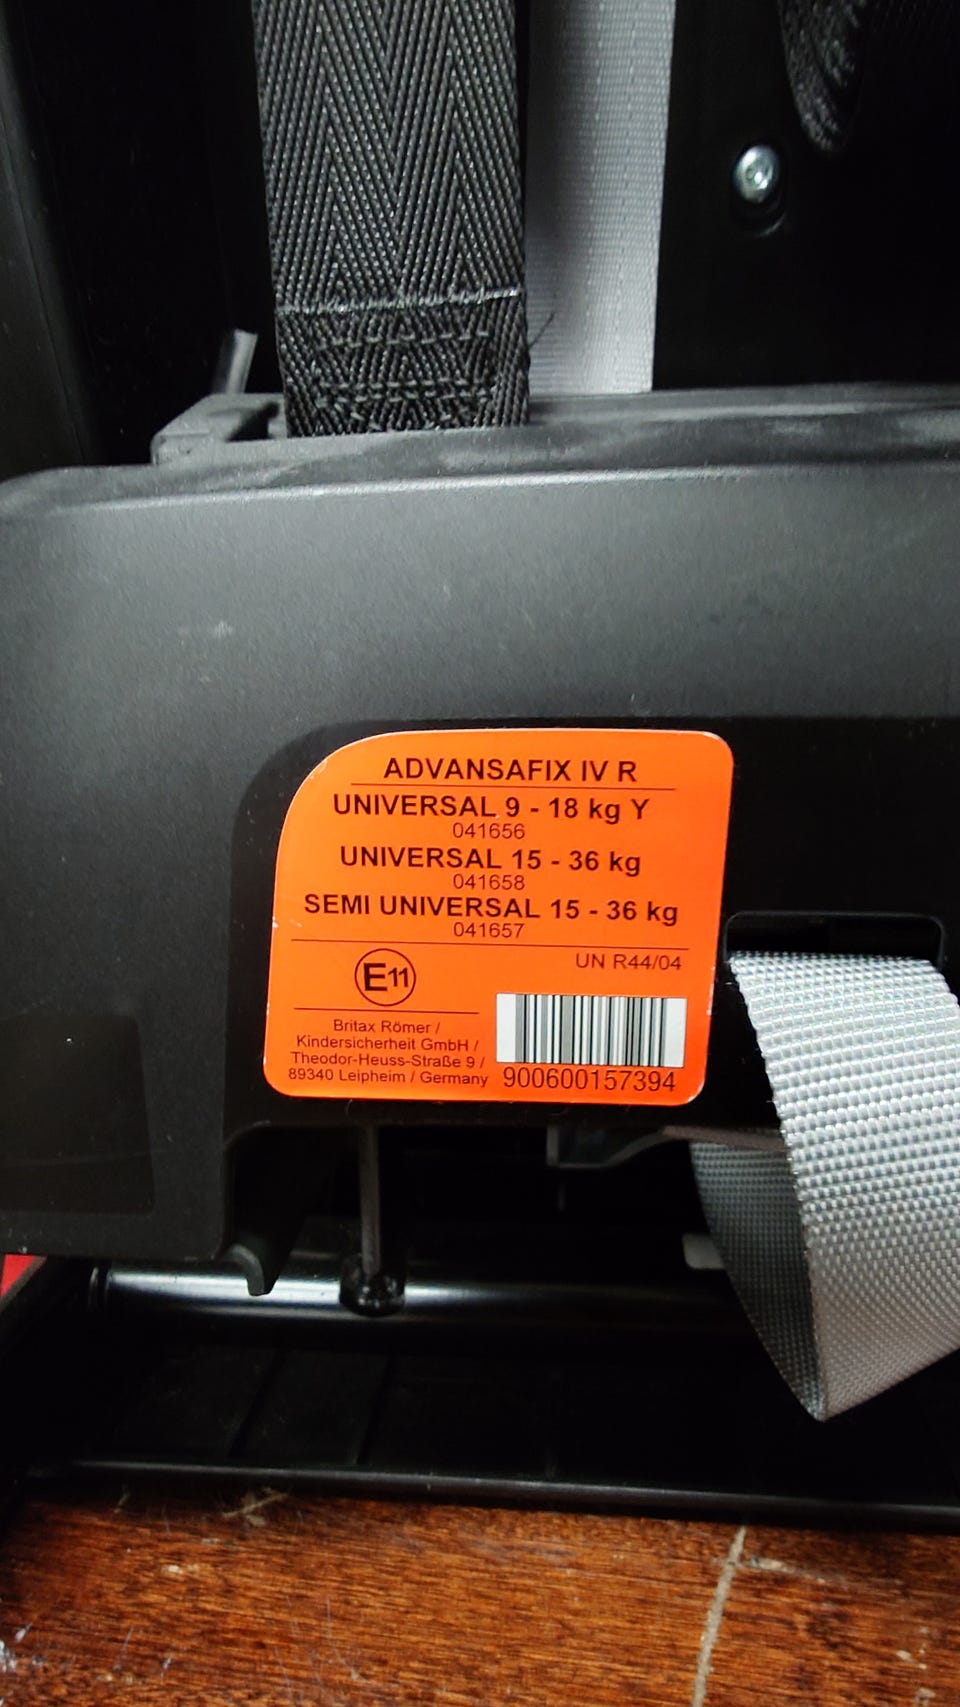 ADVANSAFIX IV R
UNIVERSAL 9 - 18 kg Y
041656
UNIVERSAL 15 - 36 kg
041658
SEMI UNIVERSAL 15 - 36 kg
041657
UN R44/04
E11
Britax Römer /
Kindersicherheit GmbH /
Theodor-Heuss-Straße 9 /
89340 Leipheim / Germany
900600157394